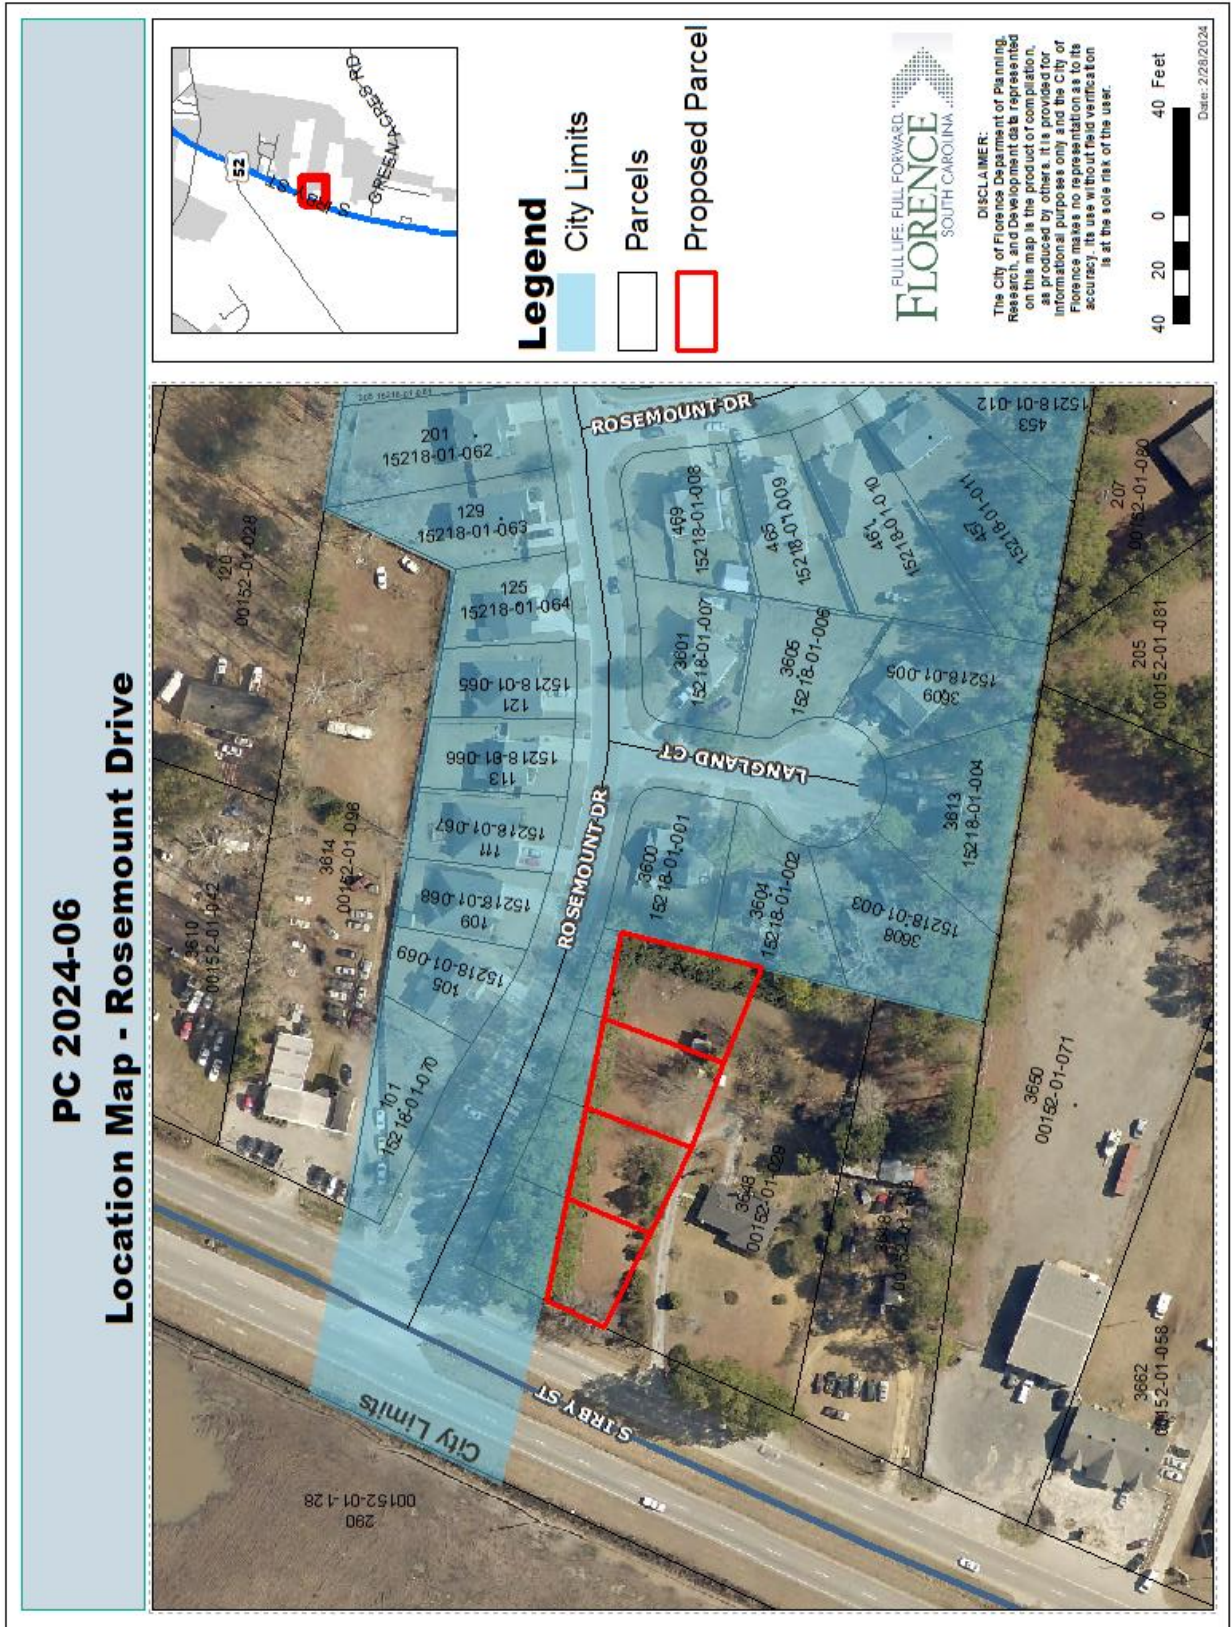 PC 2024-06
Location Map - Rosemount Drive
120
00152-01-028
201
15218-01-062
129
15218-01-063
125
15218-01-064
121
15218-01-065
113
15218-01-066
111
15218-01-067
109
15218-01-068
105
15218-01-069
101
15218-01-070
3610
00152-01-042
3614
00152-01-096
ROSEMOUNT DR
ROSEMOUNT DR
LANGLAND CT
469
15218-01-008
465
15218-01-009
461
15218-01-010
457
15218-01-011
453
15218-01-012
3601
15218-01-007
3605
15218-01-006
3609
15218-01-005
3613
15218-01-004
3600
15218-01-001
3604
15218-01-002
3608
15218-01-003
207
00152-01-080
205
00152-01-081
3648
00152-01-029
3650
00152-01-071
3662
00152-01-058
City Limits
S IRBY ST
290
00152-01-128
52
S IRBY ST
GREEN ACRES RD
Legend
City Limits
Parcels
Proposed Parcel
FULL LIFE. FULL FORWARD.
FLORENCE
SOUTH CAROLINA
DISCLAIMER:
The City of Florence Deparment of Planning,
Research, and Development data represented
on this map is the product of compilation,
as produced by others. It is provided for
informational purposes only and the City of
Florence makes no representation as to its
accuracy. Its use without field verification
is at the sole risk of the user.
40 20 0 40 Feet
Date: 2/28/2024